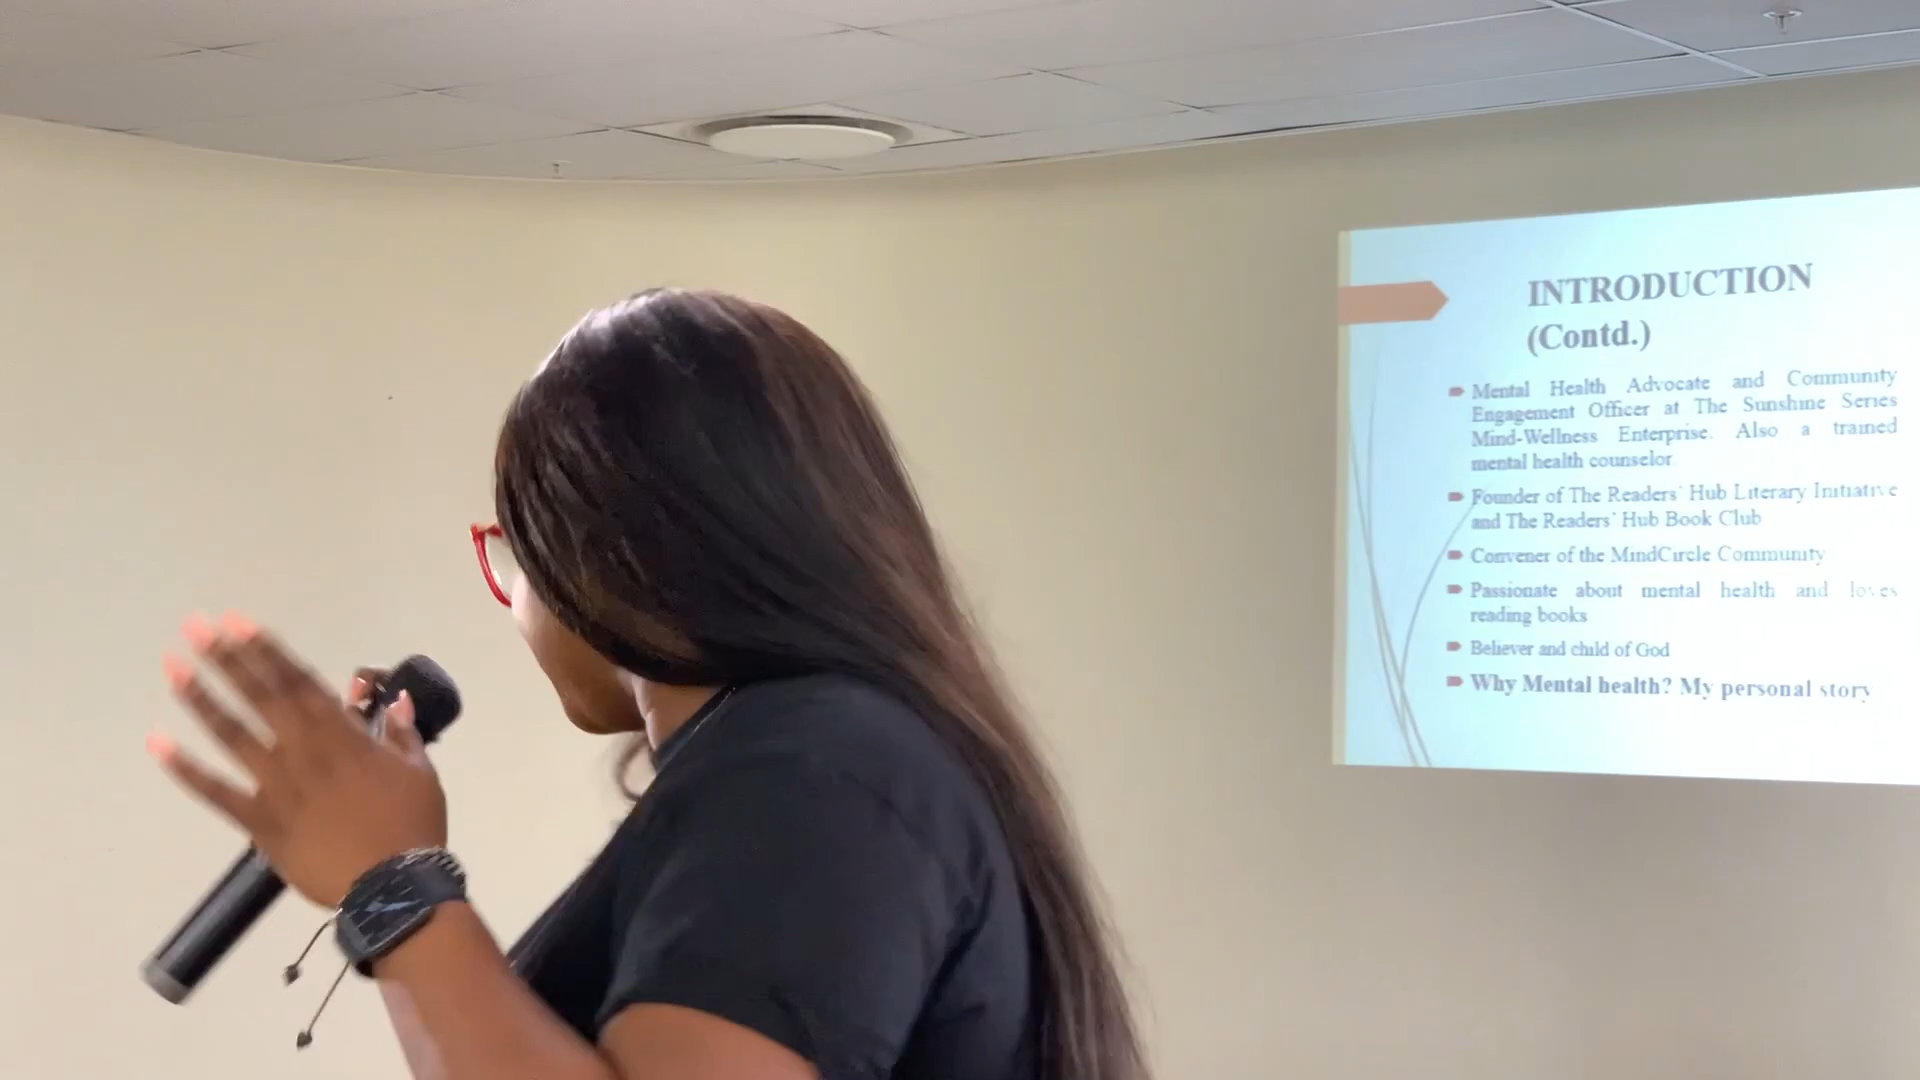 INTRODUCTION
(Contd.)
Mental Health Advocate and Community
Engagement Officer at The Sunshine Series
Mind-Wellness Enterprise. Also a trained
mental health counselor
Founder of The Readers' Hub Literary Initiative
and The Readers' Hub Book Club
Convener of the MindCircle Community
Passionate about mental health and loves
reading books
Believer and child of God
Why Mental health? My personal story